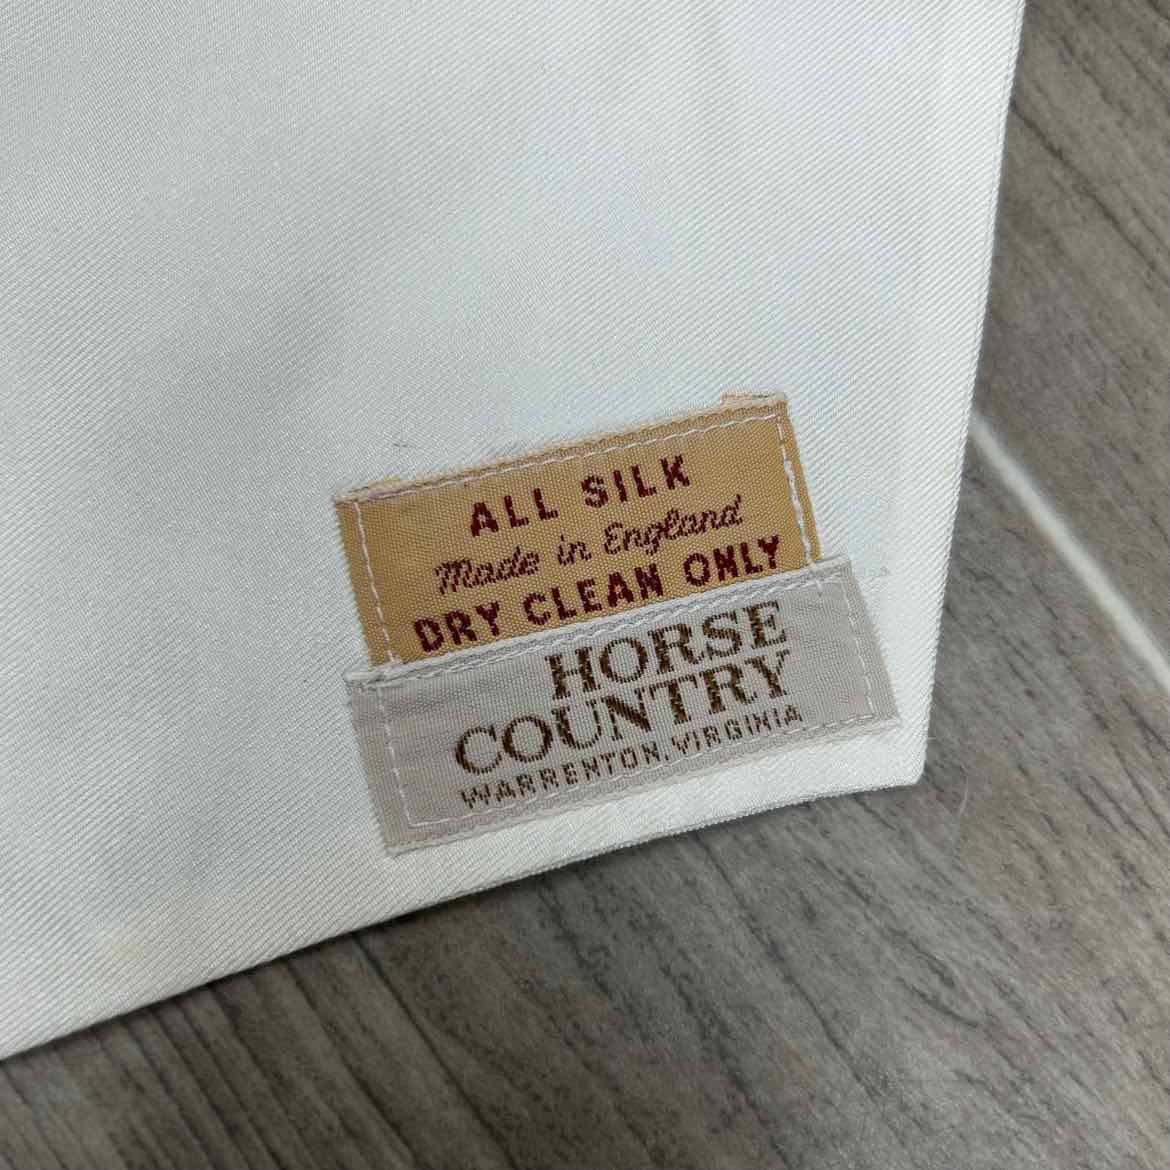 ALL SILK
Made in England
DRY CLEAN ONLY
HORSE
COUNTRY
WARRENTON, VIRGINIA